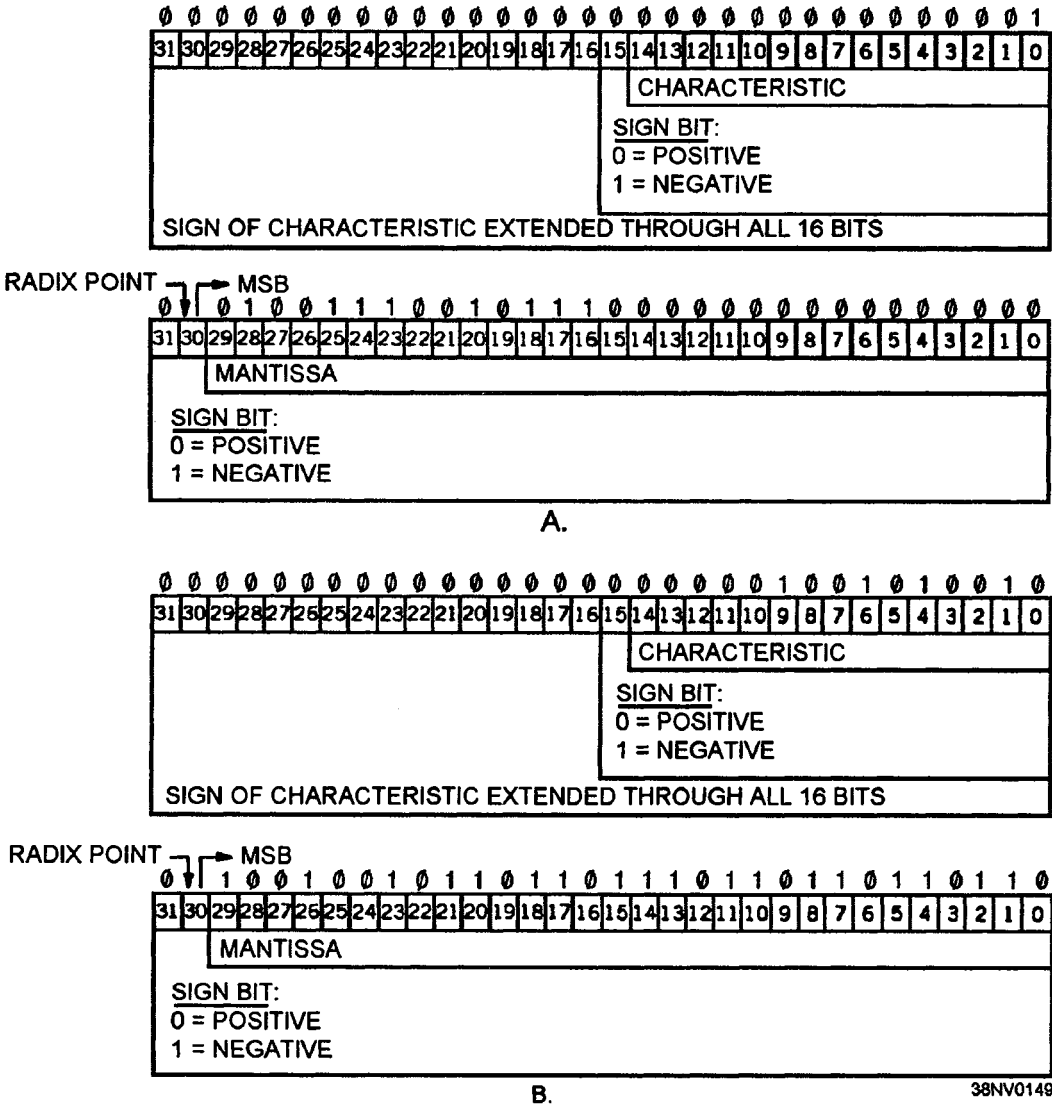 0 0 0 0 0 0 0 0 0 0 0 0 0 0 0 0 0 0 0 0 0 0 0 0 0 0 0 0 0 0 0 1
31 30 29 28 27 26 25 24 23 22 21 20 19 18 17 16 15 14 13 12 11 10 9 8 7 6 5 4 3 2 1 0
CHARACTERISTIC
SIGN BIT:
0 = POSITIVE
1 = NEGATIVE
SIGN OF CHARACTERISTIC EXTENDED THROUGH ALL 16 BITS
RADIX POINT MSB
0 0 1 0 0 1 1 1 0 0 1 0 1 1 1 0 0 0 0 0 0 0 0 0 0 0 0 0 0 0 0
31 30 29 28 27 26 25 24 23 22 21 20 19 18 17 16 15 14 13 12 11 10 9 8 7 6 5 4 3 2 1 0
MANTISSA
SIGN BIT:
0 = POSITIVE
1 = NEGATIVE
A.
0 0 0 0 0 0 0 0 0 0 0 0 0 0 0 0 0 0 0 0 0 0 1 0 0 1 0 1 0 0 1 0
31 30 29 28 27 26 25 24 23 22 21 20 19 18 17 16 15 14 13 12 11 10 9 8 7 6 5 4 3 2 1 0
CHARACTERISTIC
SIGN BIT:
0 = POSITIVE
1 = NEGATIVE
SIGN OF CHARACTERISTIC EXTENDED THROUGH ALL 16 BITS
RADIX POINT MSB
0 1 0 0 1 0 0 1 0 1 1 0 1 1 0 1 1 1 0 1 1 0 1 1 0 1 1 0 1 1 0
31 30 29 28 27 26 25 24 23 22 21 20 19 18 17 16 15 14 13 12 11 10 9 8 7 6 5 4 3 2 1 0
MANTISSA
SIGN BIT:
0 = POSITIVE
1 = NEGATIVE
B.
38NV0149